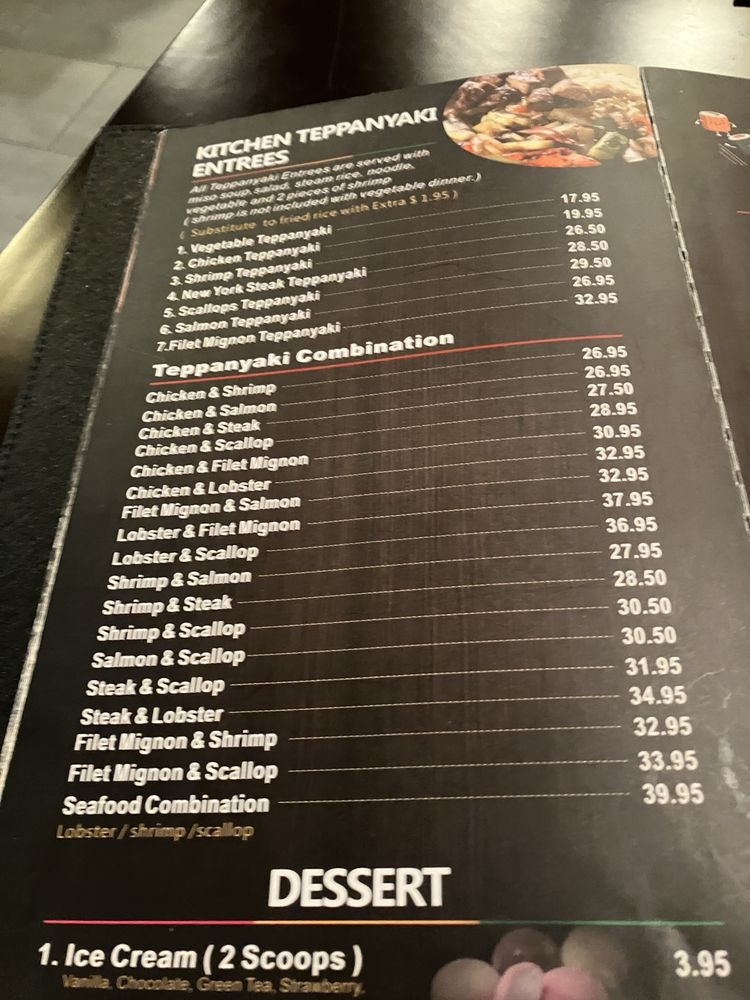 KITCHEN TEPPANYAKI
ENTREES
All Teppanyaki Entrees are served with
miso soup, salad, steam rice, noodle,
vegetable and 2 pieces of shrimp
( shrimp is not included with vegetable dinner.)
( Substitute to fried rice with Extra $ 1.95 )
1. Vegetable Teppanyaki 17.95
2. Chicken Teppanyaki 19.95
3. Shrimp Teppanyaki 26.50
4. New York Steak Teppanyaki 28.50
5. Scallops Teppanyaki 29.50
6. Salmon Teppanyaki 26.95
7.Filet Mignon Teppanyaki 32.95
Teppanyaki Combination
Chicken & Shrimp 26.95
Chicken & Salmon 26.95
Chicken & Steak 27.50
Chicken & Scallop 28.95
Chicken & Filet Mignon 30.95
Chicken & Lobster 32.95
Filet Mignon & Salmon 32.95
Lobster & Filet Mignon 37.95
Lobster & Scallop 36.95
Shrimp & Salmon 27.95
Shrimp & Steak 28.50
Shrimp & Scallop 30.50
Salmon & Scallop 30.50
Steak & Scallop 31.95
Steak & Lobster 34.95
Filet Mignon & Shrimp 32.95
Filet Mignon & Scallop 33.95
Seafood Combination 39.95
Lobster / shrimp /scallop
DESSERT
1. Ice Cream ( 2 Scoops ) 3.95
Vanilla, Chocolate, Green Tea, Strawberry,